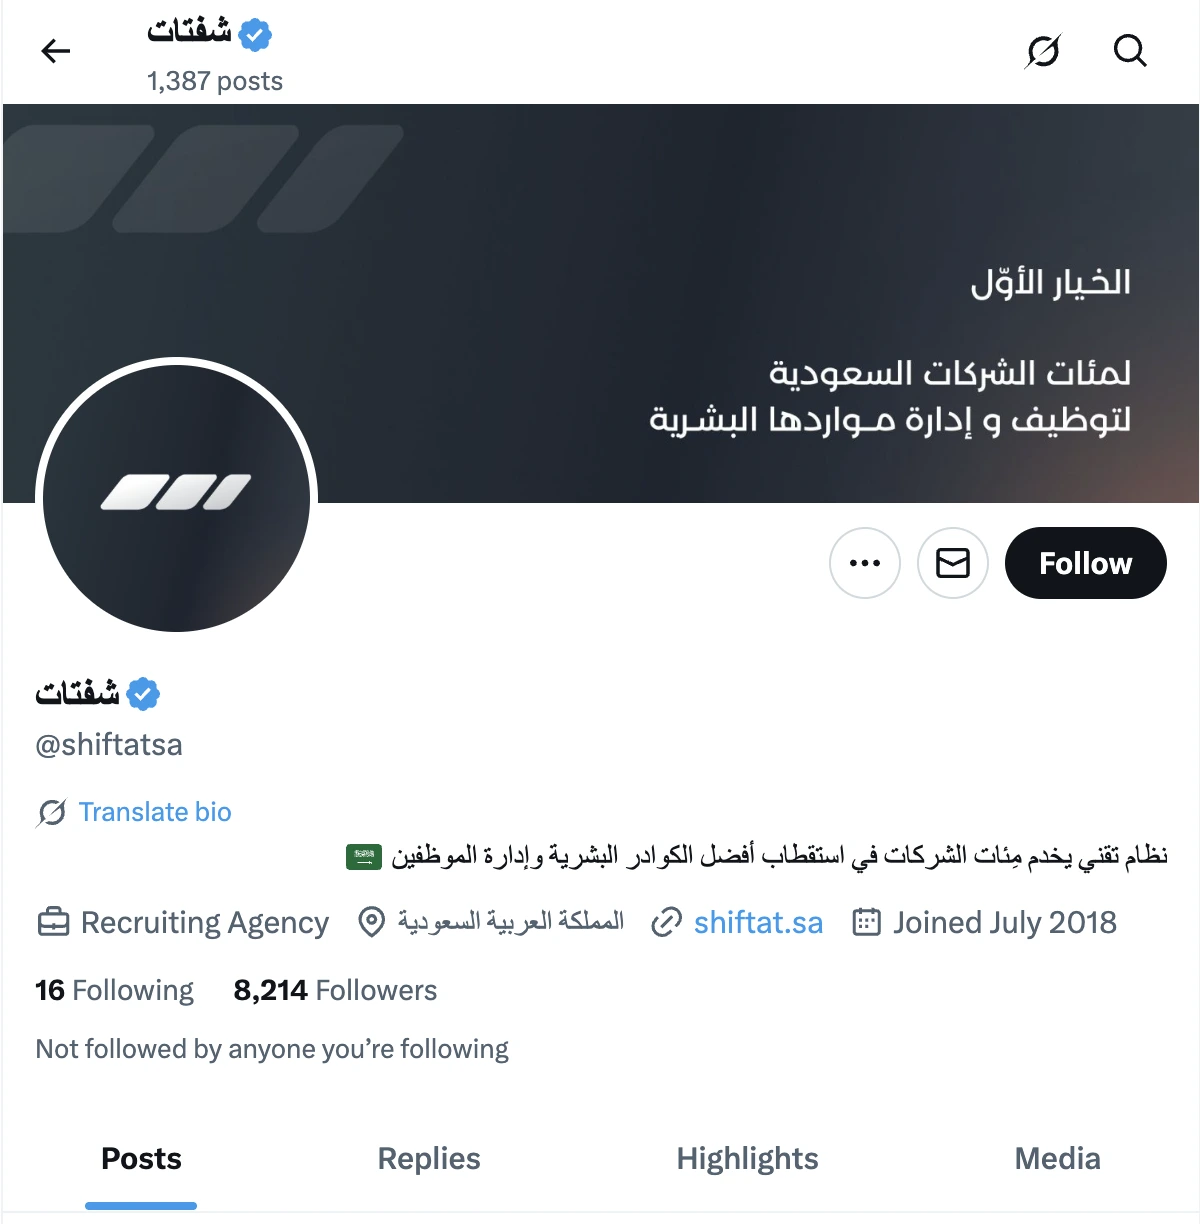 شفتات
1,387 posts
الخيار الأوّل
لمئات الشركات السعودية
لتوظيف و إدارة مواردها البشرية
Follow
شفتات
@shiftatsa
Translate bio
نظام تقني يخدم مِئات الشركات في استقطاب أفضل الكوادر البشرية وإدارة الموظفين 🇸🇦
Recruiting Agency المملكة العربية السعودية shiftat.sa Joined July 2018
16 Following 8,214 Followers
Not followed by anyone you’re following
Posts Replies Highlights Media